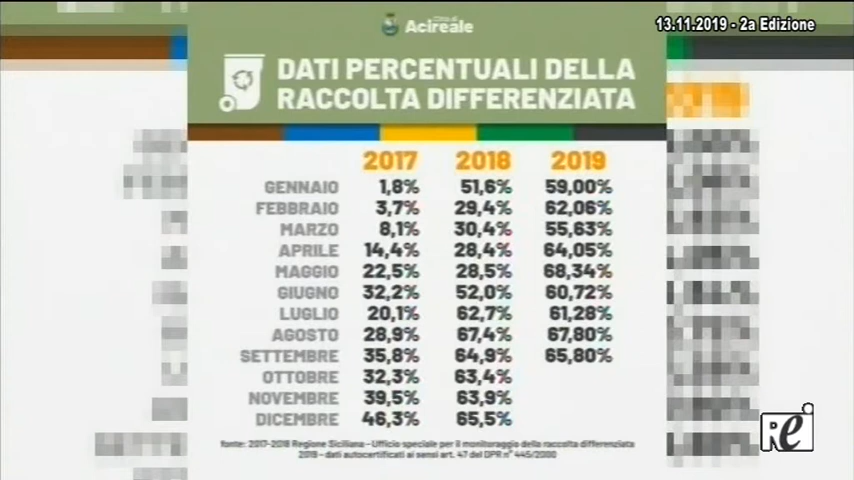 13.11.2019 - 2a Edizione
Città di
Acireale
DATI PERCENTUALI DELLA
RACCOLTA DIFFERENZIATA
2017 2018 2019
GENNAIO 1,8% 51,6% 59,00%
FEBBRAIO 3,7% 29,4% 62,06%
MARZO 8,1% 30,4% 55,63%
APRILE 14,4% 28,4% 64,05%
MAGGIO 22,5% 28,5% 68,34%
GIUGNO 32,2% 52,0% 60,72%
LUGLIO 20,1% 62,7% 61,28%
AGOSTO 28,9% 67,4% 67,80%
SETTEMBRE 35,8% 64,9% 65,80%
OTTOBRE 32,3% 63,4%
NOVEMBRE 39,5% 63,9%
DICEMBRE 46,3% 65,5%
fonte: 2017-2018 Regione Siciliana - Ufficio speciale per il monitoraggio della raccolta differenziata
2019 - dati autocertificati ai sensi art. 47 del DPR n° 445/2000
Rei